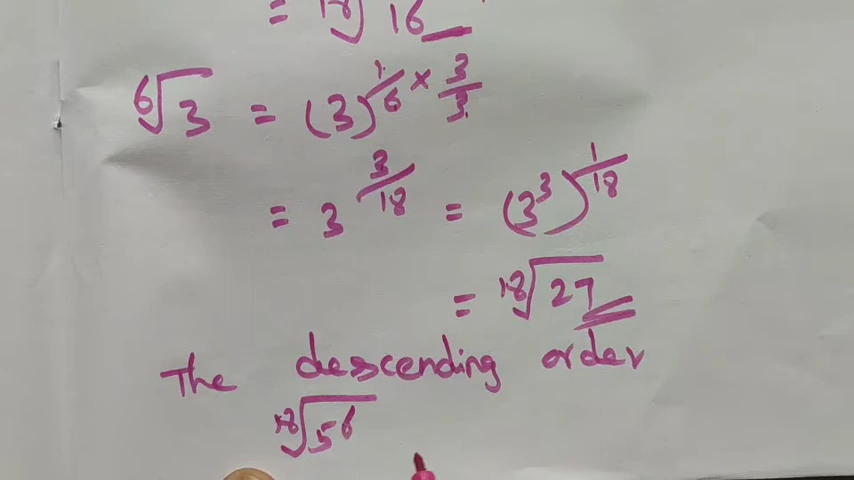 = ¹⁸√16
⁶√3 = (3)^(1/6 × 3/3)
= 3^(3/18) = (3³)^(1/18)
= ¹⁸√27
The descending order
¹⁸√5⁶